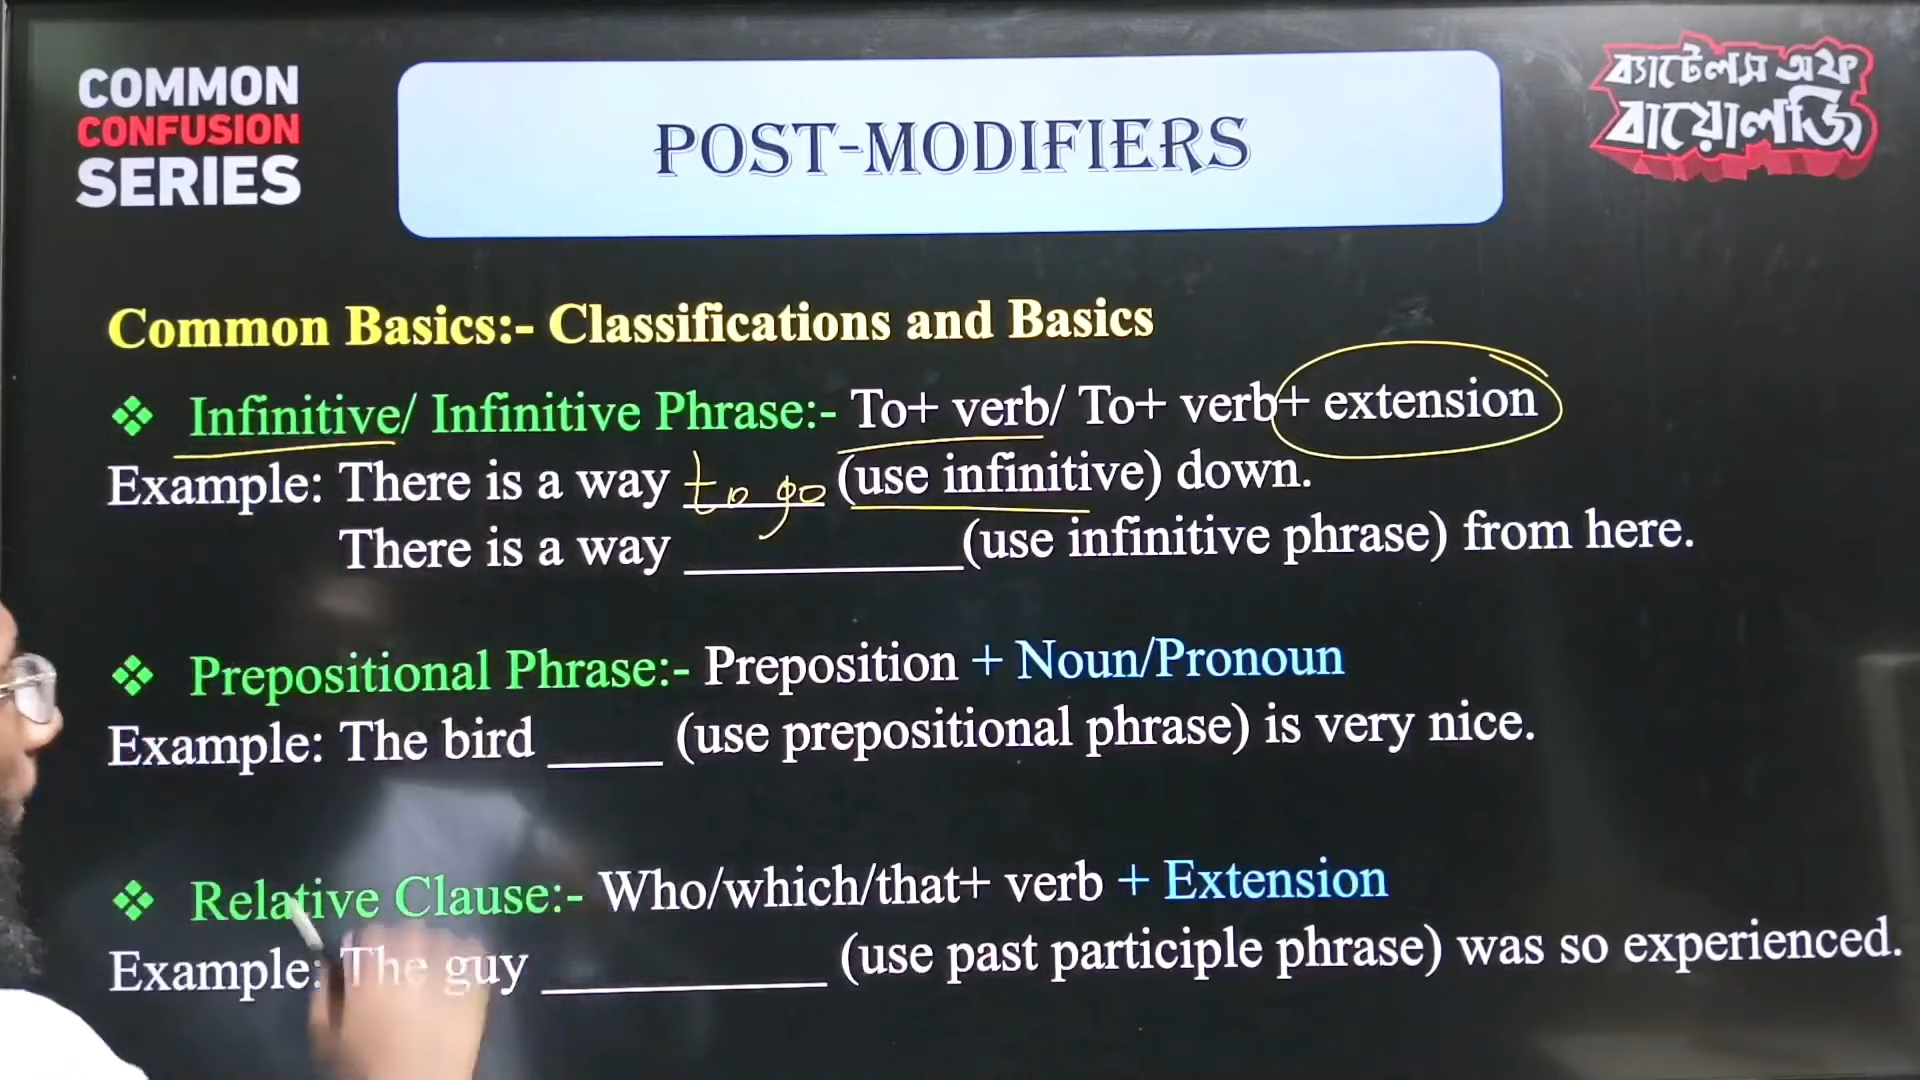 COMMON
CONFUSION
SERIES
POST-MODIFIERS
ব্যাটেলস অফ
বায়োলজি
Common Basics:- Classifications and Basics
❖ Infinitive/ Infinitive Phrase:- To+ verb/ To+ verb+ extension
Example: There is a way to go (use infinitive) down.
There is a way __________(use infinitive phrase) from here.
❖ Prepositional Phrase:- Preposition + Noun/Pronoun
Example: The bird ____ (use prepositional phrase) is very nice.
❖ Relative Clause:- Who/which/that+ verb + Extension
Example: The guy __________ (use past participle phrase) was so experienced.